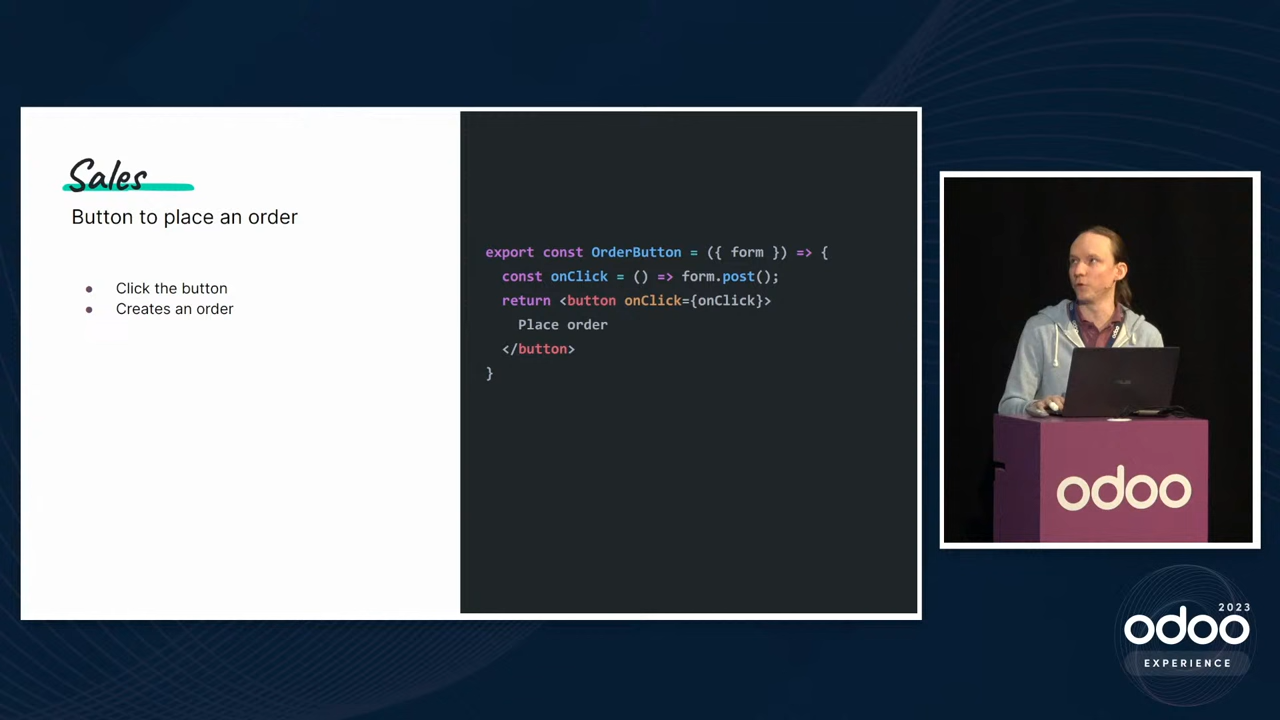 Sales
Button to place an order
● Click the button
● Creates an order
export const OrderButton = ({ form }) => {
  const onClick = () => form.post();
  return <button onClick={onClick}>
    Place order
  </button>
}
odoo
2023
odoo
EXPERIENCE